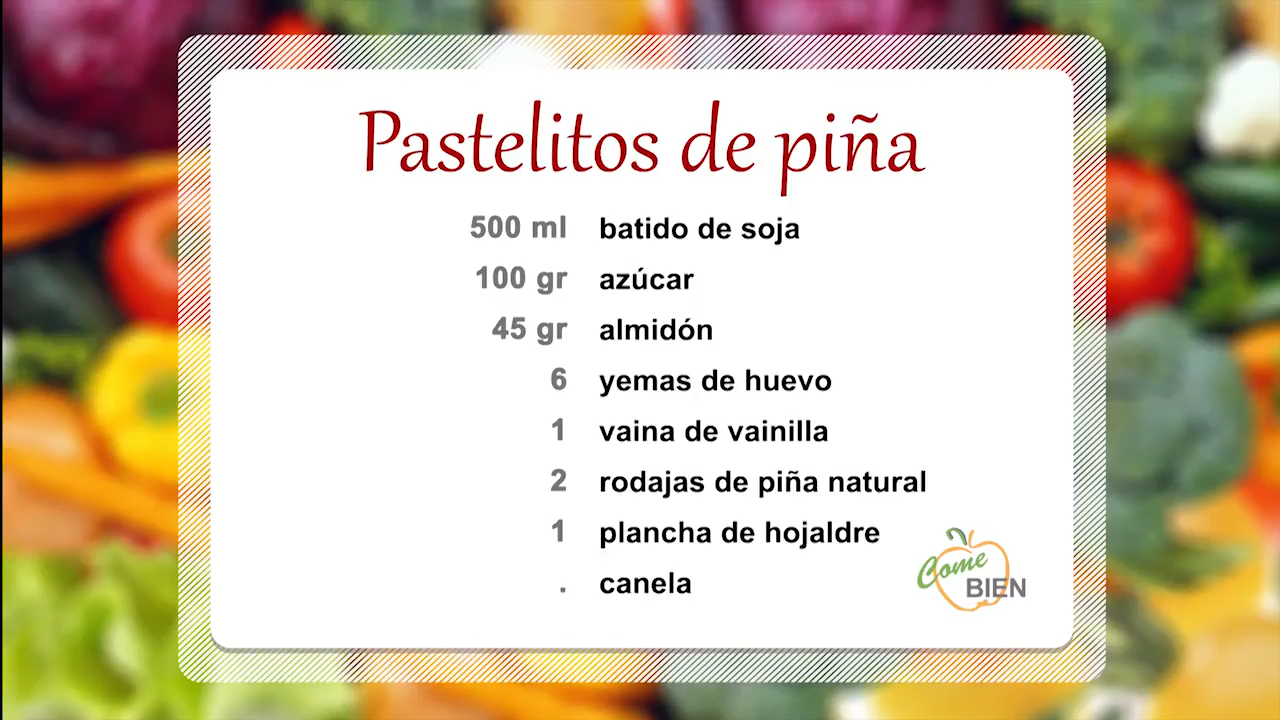 Pastelitos de piña
500 ml batido de soja
100 gr azúcar
45 gr almidón
6 yemas de huevo
1 vaina de vainilla
2 rodajas de piña natural
1 plancha de hojaldre
. canela
Come
BIEN